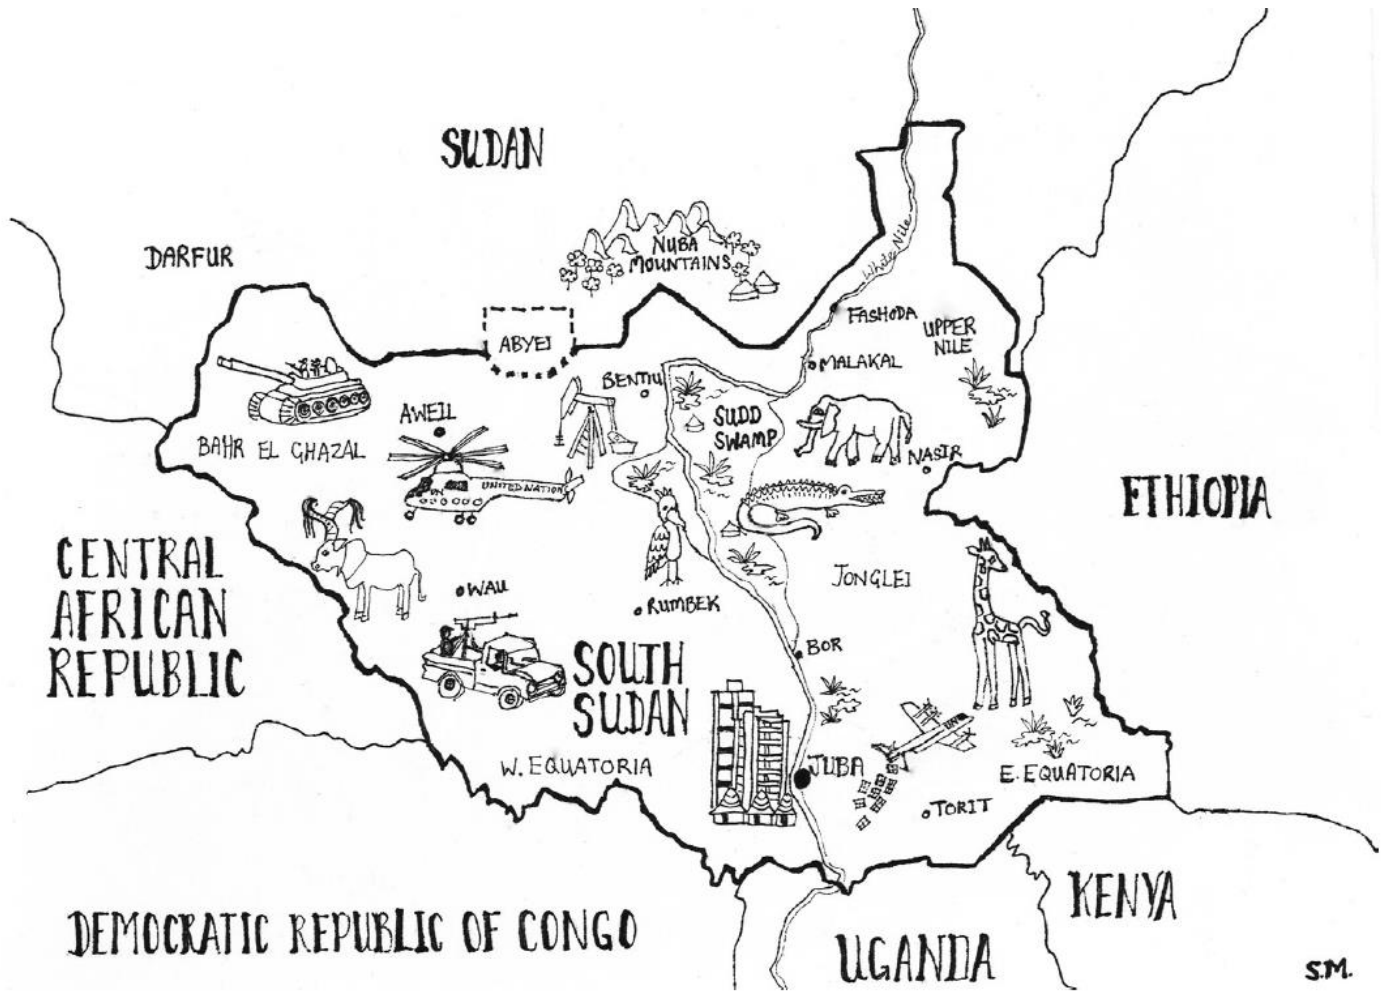 SUDAN
DARFUR
NUBA
MOUNTAINS
White Nile
FASHODA
UPPER
NILE
ABYEI
MALAKAL
BENTIU
SUDD
SWAMP
AWEIL
BAHR EL GHAZAL
NASIR
UNITED NATION
UN
ETHIOPIA
CENTRAL
AFRICAN
REPUBLIC
JONGLEI
WAU
RUMBEK
BOR
SOUTH
SUDAN
W. EQUATORIA
JUBA
E. EQUATORIA
TORIT
KENYA
DEMOCRATIC REPUBLIC OF CONGO
UGANDA
S.M.